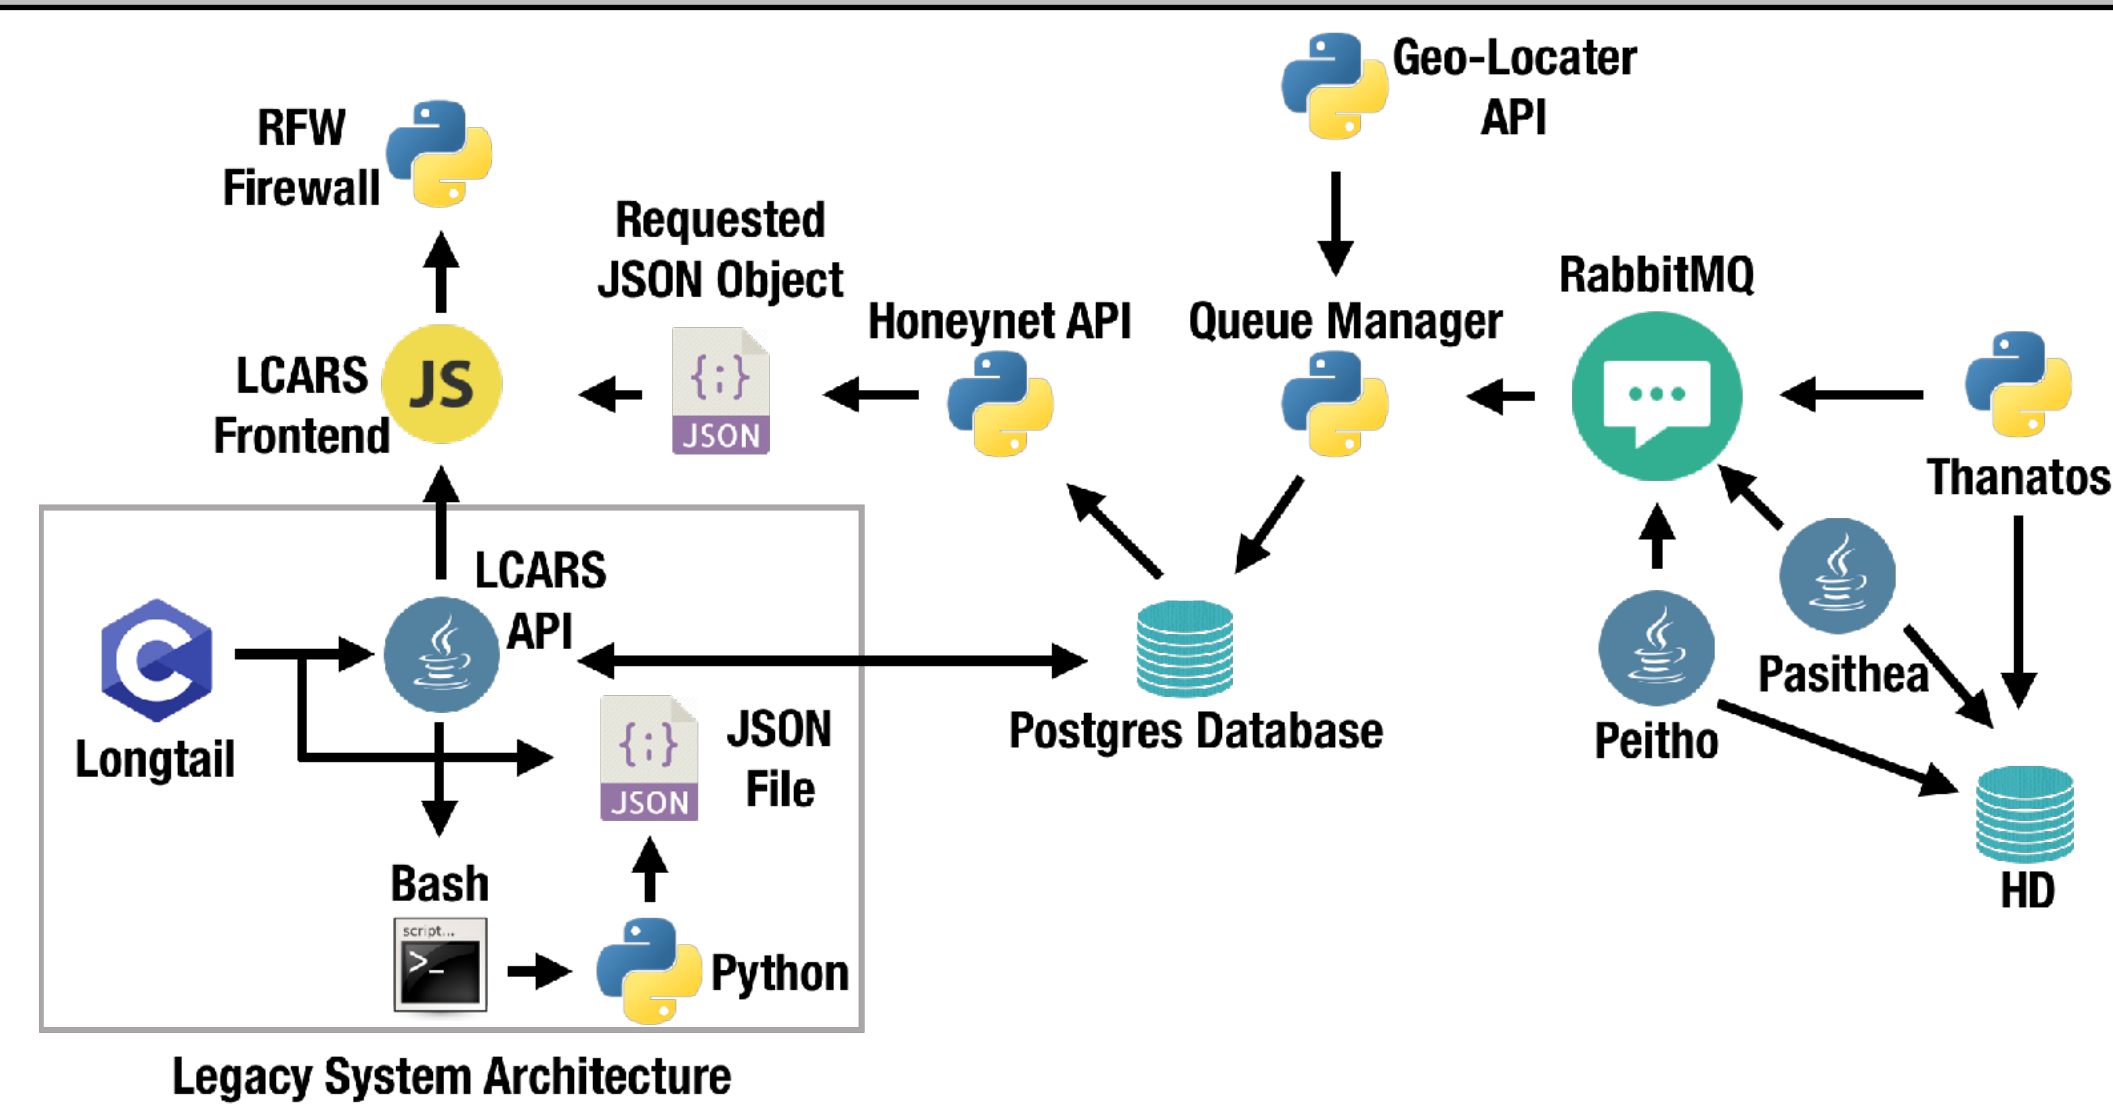 Geo-Locater
API
RFW
Firewall
Requested
JSON Object
RabbitMQ
Honeynet API
Queue Manager
{;}
JSON
LCARS
Frontend
JS
Thanatos
LCARS
API
Longtail
Pasithea
Peitho
Postgres Database
{;}
JSON
JSON
File
HD
Bash
script...
>_
Python
Legacy System Architecture